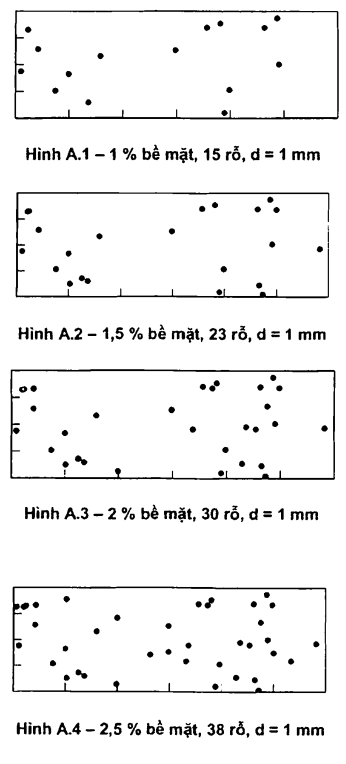 Hình A.1 – 1 % bề mặt, 15 rỗ, d = 1 mm
Hình A.2 – 1,5 % bề mặt, 23 rỗ, d = 1 mm
Hình A.3 – 2 % bề mặt, 30 rỗ, d = 1 mm
Hình A.4 – 2,5 % bề mặt, 38 rỗ, d = 1 mm